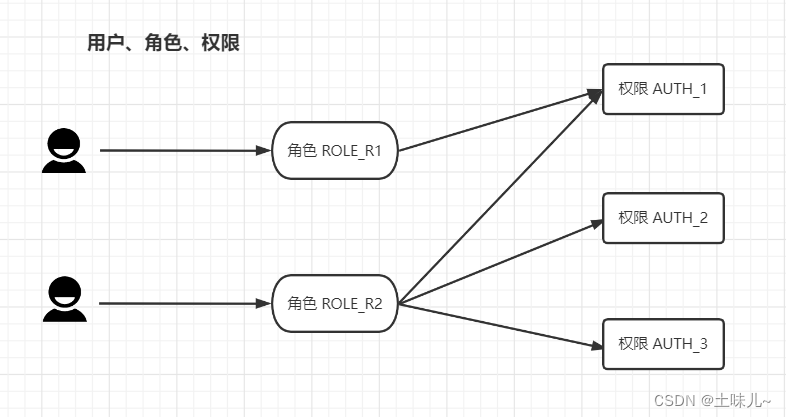 用户、角色、权限
权限 AUTH_1
角色 ROLE_R1
权限 AUTH_2
角色 ROLE_R2
权限 AUTH_3
CSDN @土味儿~